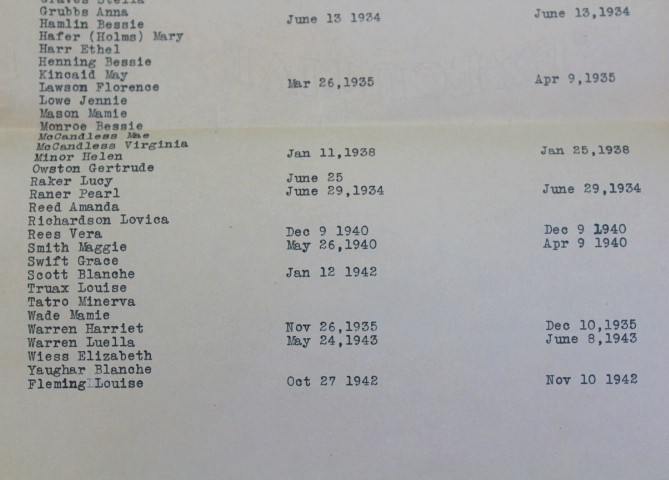 Graves Stella
Grubbs Anna June 13 1934 June 13,1934
Hamlin Bessie
Hafer (Holms) Mary
Harr Ethel
Henning Bessie
Kincaid May
Lawson Florence Mar 26,1935 Apr 9,1935
Lowe Jennie
Mason Mamie
Monroe Bessie
McCandless Mae
McCandless Virginia
Minor Helen Jan 11,1938 Jan 25,1938
Owston Gertrude
Raker Lucy June 25
Raner Pearl June 29,1934 June 29,1934
Reed Amanda
Richardson Lovica
Rees Vera Dec 9 1940 Dec 9 1940
Smith Maggie May 26,1940 Apr 9 1940
Swift Grace
Scott Blanche Jan 12 1942
Truax Louise
Tatro Minerva
Wade Mamie
Warren Harriet Nov 26,1935 Dec 10,1935
Warren Luella May 24,1943 June 8,1943
Wiess Elizabeth
Yaughar Blanche
Fleming Louise Oct 27 1942 Nov 10 1942